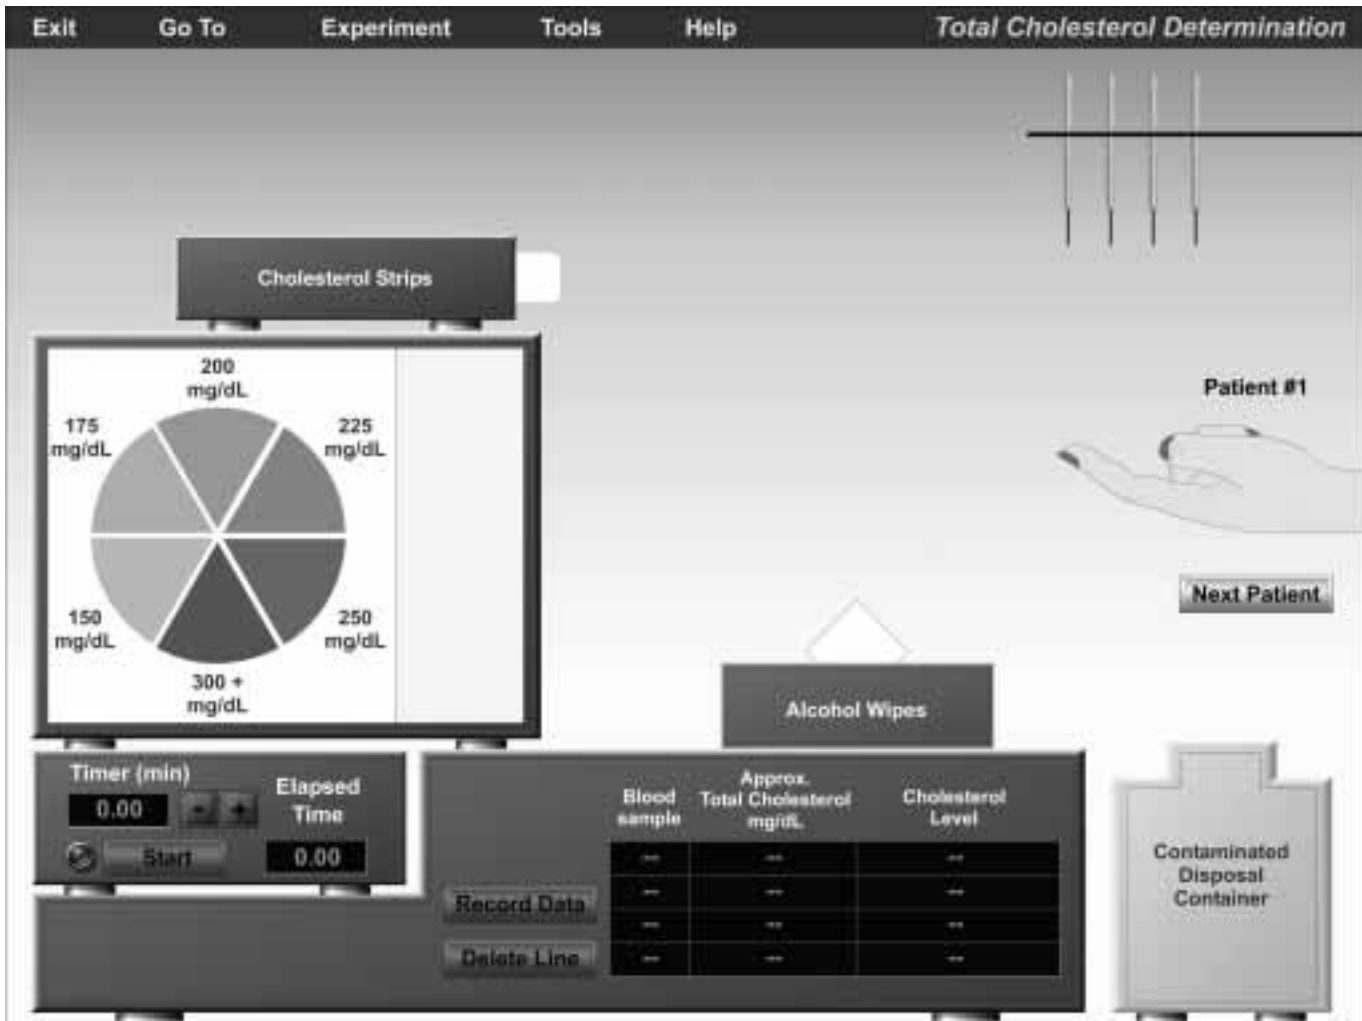 Exit Go To Experiment Tools Help Total Cholesterol Determination
Cholesterol Strips
200
mg/dL
175
mg/dL
225
mg/dL
150
mg/dL
250
mg/dL
300 +
mg/dL
Patient #1
Next Patient
Alcohol Wipes
Timer (min)
0.00 - +
Start
Elapsed
Time
0.00
Blood
sample
Approx.
Total Cholesterol
mg/dL
Cholesterol
Level
-- -- --
-- -- --
-- -- --
-- -- --
Record Data
Delete Line
Contaminated
Disposal
Container